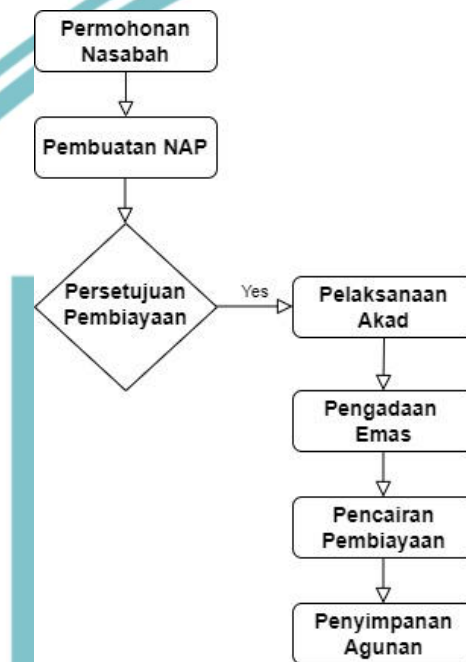 Permohonan
Nasabah
Pembuatan NAP
Persetujuan
Pembiayaan
Yes
Pelaksanaan
Akad
Pengadaan
Emas
Pencairan
Pembiayaan
Penyimpanan
Agunan